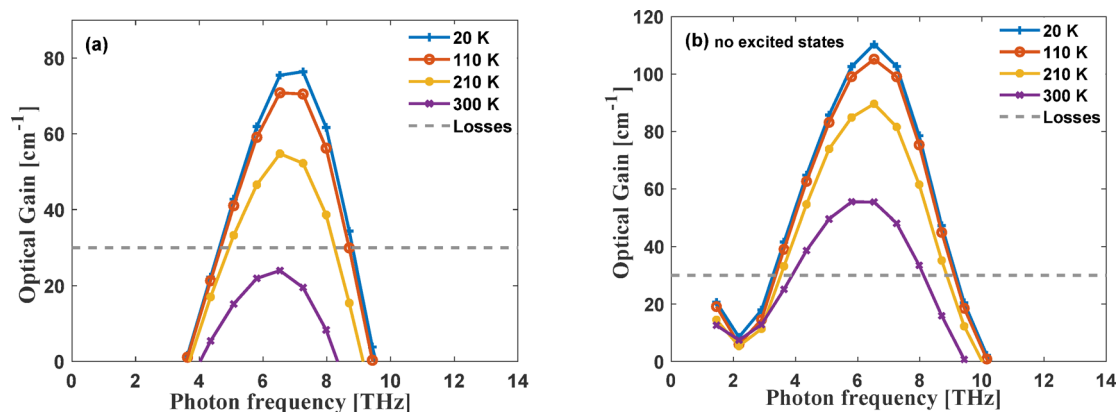 (a)
20 K
110 K
210 K
300 K
Losses
80
60
40
20
0
Optical Gain [cm-1]
0 2 4 6 8 10 12 14
Photon frequency [THz]
(b) no excited states
20 K
110 K
210 K
300 K
Losses
120
100
80
60
40
20
0
Optical Gain [cm-1]
0 2 4 6 8 10 12 14
Photon frequency [THz]